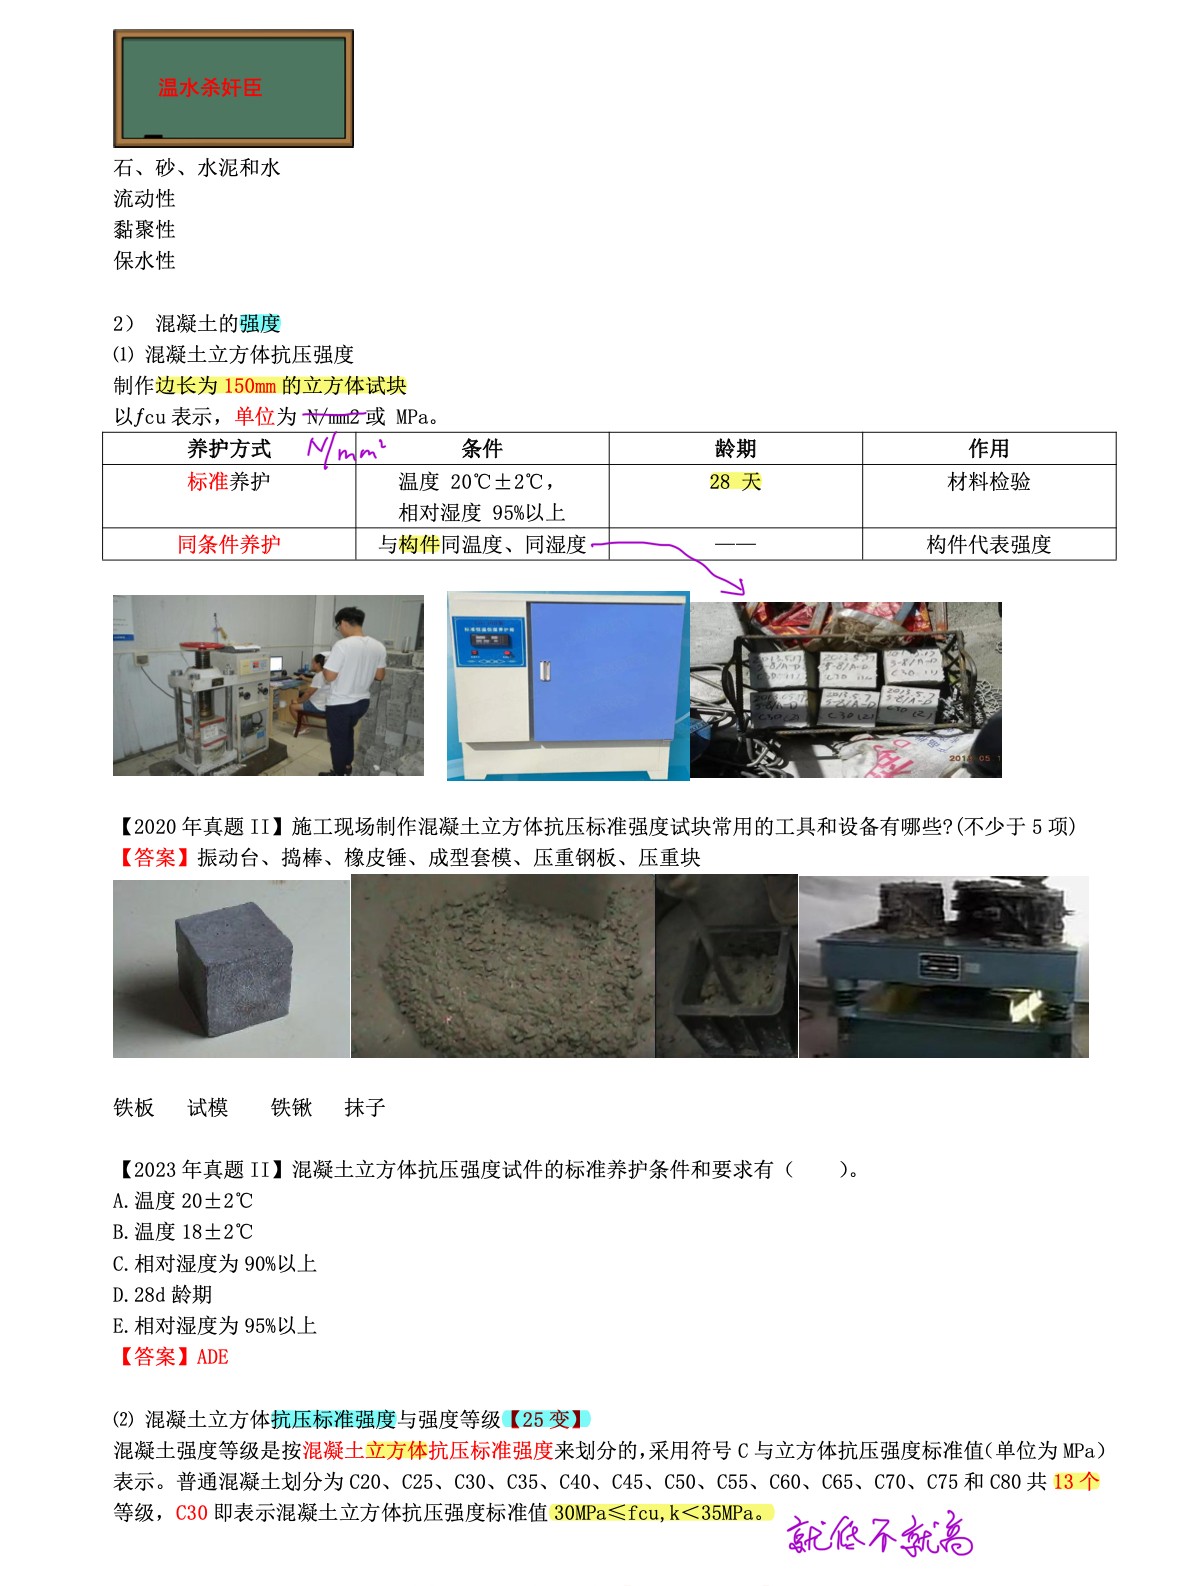 温水杀奸臣
石、砂、水泥和水
流动性
黏聚性
保水性
2） 混凝土的强度
⑴ 混凝土立方体抗压强度
制作边长为 150mm 的立方体试块
以fcu 表示，单位为 N/mm2 或 MPa。
N/mm²
养护方式 条件 龄期 作用
标准养护 温度 20℃±2℃， 28 天 材料检验
相对湿度 95%以上
同条件养护 与构件同温度、同湿度 —— 构件代表强度
【2020 年真题 II】施工现场制作混凝土立方体抗压标准强度试块常用的工具和设备有哪些?(不少于 5 项)
【答案】振动台、捣棒、橡皮锤、成型套模、压重钢板、压重块
铁板 试模 铁锹 抹子
【2023 年真题 II】混凝土立方体抗压强度试件的标准养护条件和要求有（ ）。
A.温度 20±2℃
B.温度 18±2℃
C.相对湿度为 90%以上
D.28d 龄期
E.相对湿度为 95%以上
【答案】ADE
⑵ 混凝土立方体抗压标准强度与强度等级【25 变】
混凝土强度等级是按混凝土立方体抗压标准强度来划分的，采用符号 C 与立方体抗压强度标准值（单位为 MPa）
表示。普通混凝土划分为 C20、C25、C30、C35、C40、C45、C50、C55、C60、C65、C70、C75 和 C80 共 13 个
等级，C30 即表示混凝土立方体抗压强度标准值 30MPa≤fcu,k＜35MPa。
就低不就高